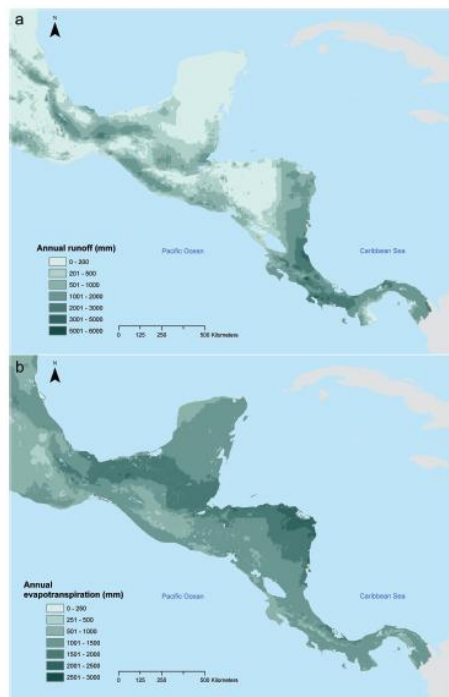 a
N
Pacific Ocean
Caribbean Sea
Annual runoff (mm)
0 - 200
201 - 500
501 - 1000
1001 - 2000
2001 - 3000
3001 - 5000
5001 - 6000
0 125 250 500 Kilometers
b
N
Pacific Ocean
Caribbean Sea
Annual
evapotranspiration (mm)
0 - 250
251 - 500
501 - 1000
1001 - 1500
1501 - 2000
2001 - 2500
2501 - 3000
0 125 250 500 Kilometers